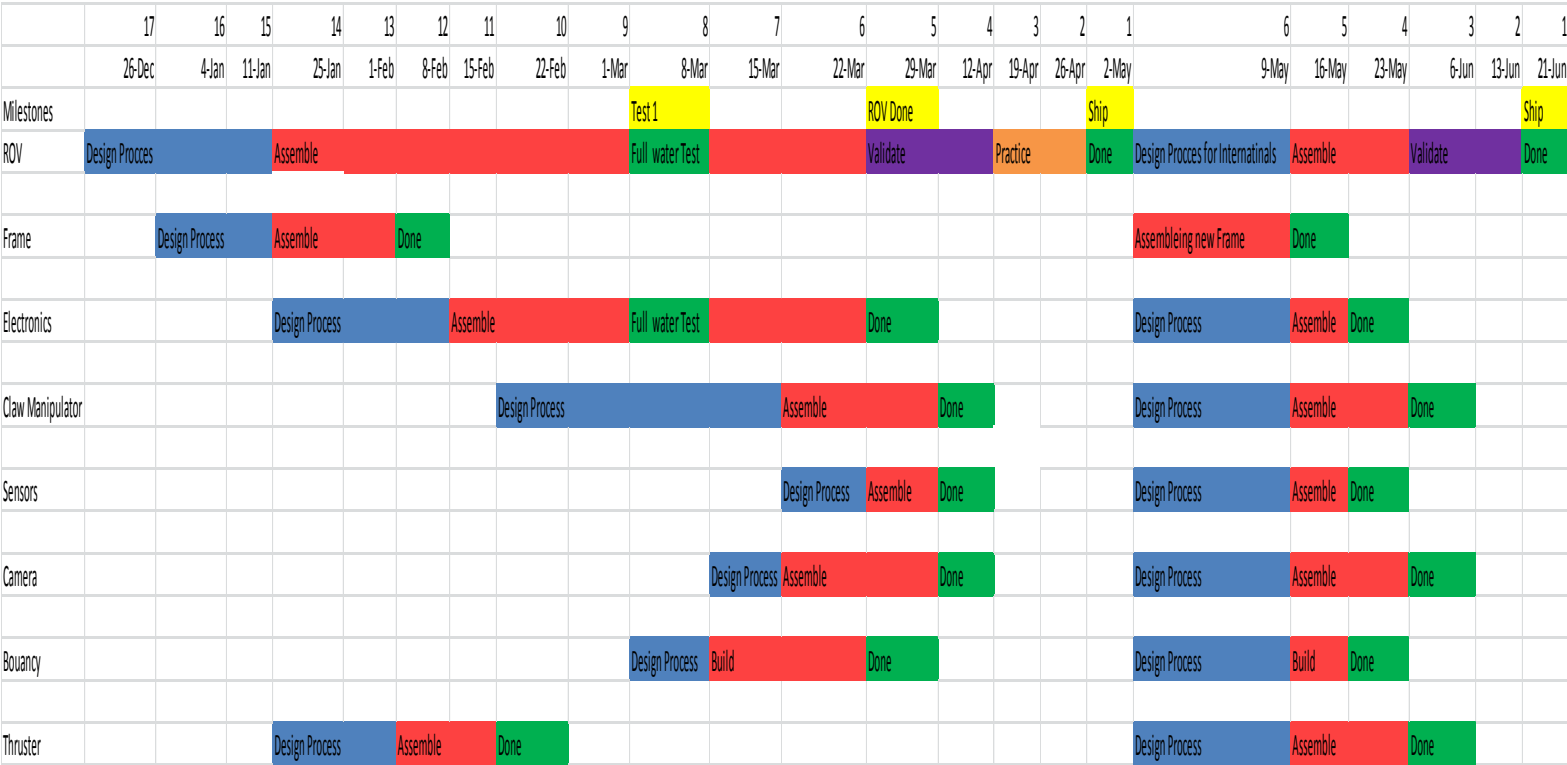 17 16 15 14 13 12 11 10 9 8 7 6 5 4 3 2 1 6 5 4 3 2 1
26-Dec 4-Jan 11-Jan 25-Jan 1-Feb 8-Feb 15-Feb 22-Feb 1-Mar 8-Mar 15-Mar 22-Mar 29-Mar 12-Apr 19-Apr 26-Apr 2-May 9-May 16-May 23-May 6-Jun 13-Jun 21-Jun
Milestones Test 1 ROV Done Ship Ship
ROV Design Procces Assemble Full water Test Validate Practice Done Design Procces for Internatinals Assemble Validate Done
Frame Design Process Assemble Done Assembleing new Frame Done
Electronics Design Process Assemble Full water Test Done Design Process Assemble Done
Claw Manipulator Design Process Assemble Done Design Process Assemble Done
Sensors Design Process Assemble Done Design Process Assemble Done
Camera Design Process Assemble Done Design Process Assemble Done
Bouancy Design Process Build Done Design Process Build Done
Thruster Design Process Assemble Done Design Process Assemble Done